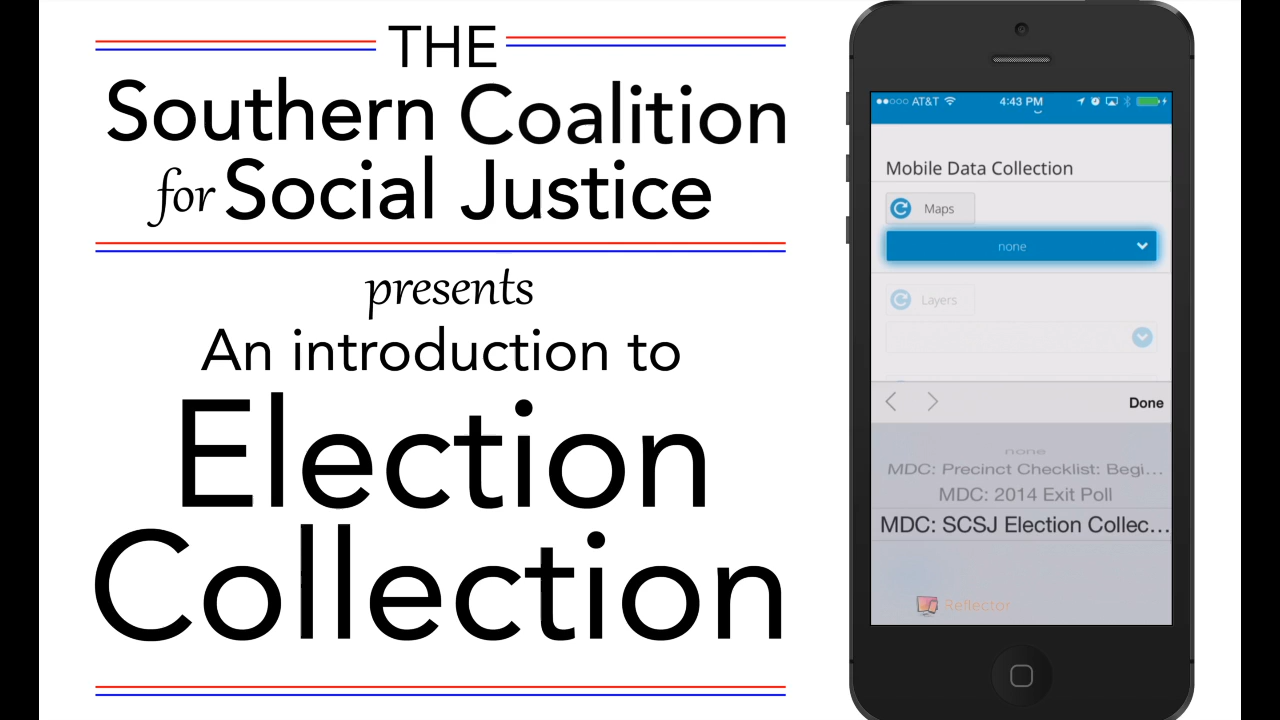 THE
Southern Coalition
for Social Justice
presents
An introduction to
Election
Collection
AT&T 4:43 PM
Mobile Data Collection
Maps
none
Layers
Done
none
MDC: Precinct Checklist: Begi...
MDC: 2014 Exit Poll
MDC: SCSJ Election Collec...
Reflector